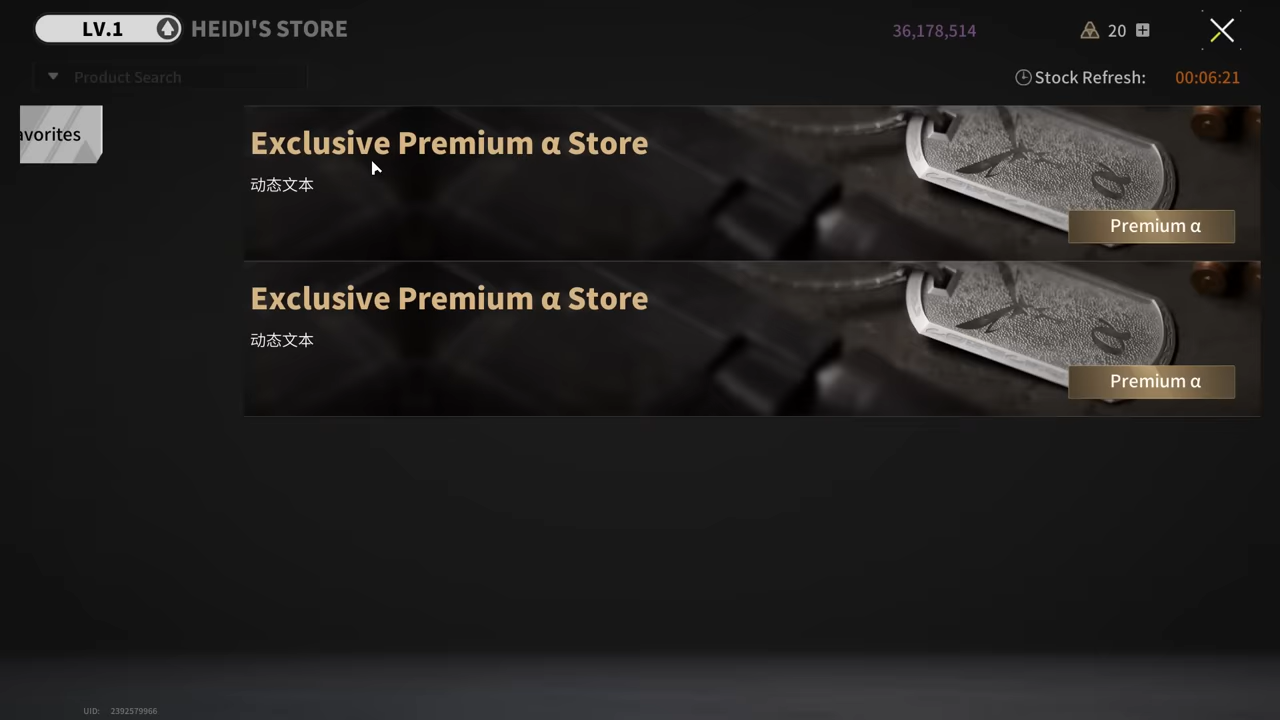 LV.1
HEIDI'S STORE
36,178,514
20
Product Search
Stock Refresh: 00:06:21
avorites
Exclusive Premium α Store
动态文本
α
Premium α
Exclusive Premium α Store
动态文本
α
Premium α
UID: 2392579966